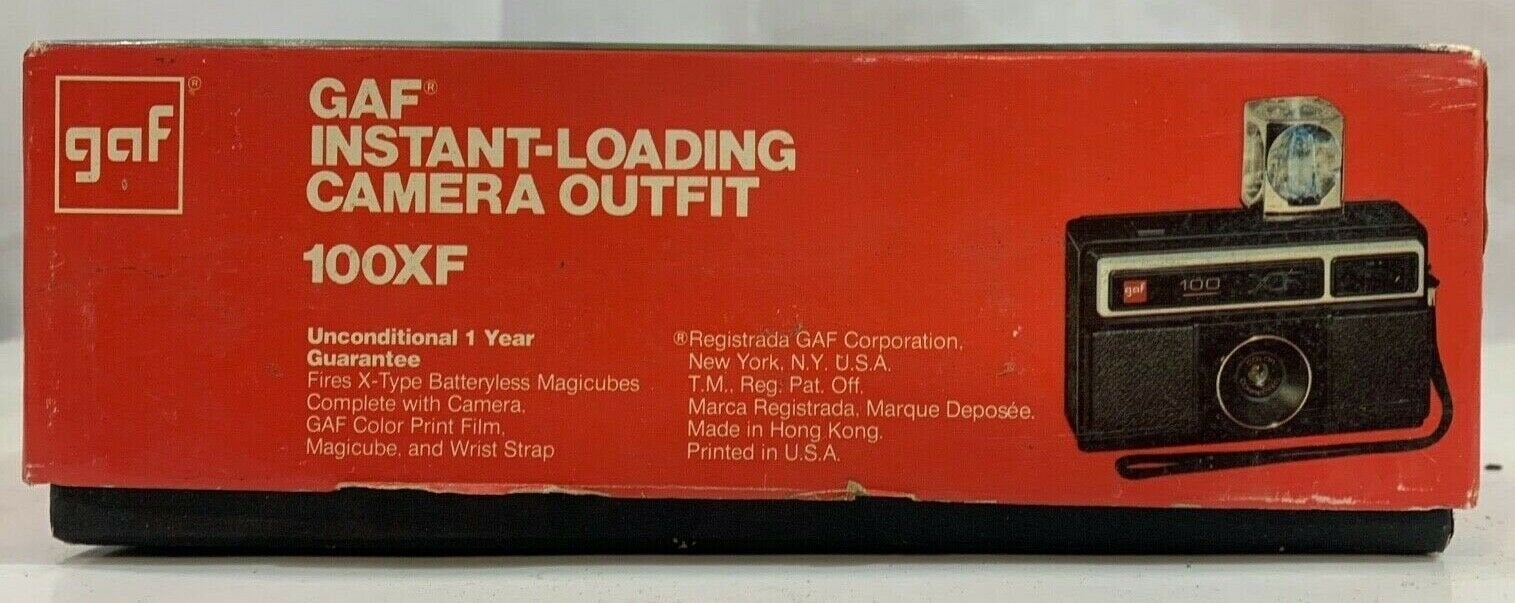 gaf®
GAF®
INSTANT-LOADING
CAMERA OUTFIT
100XF
Unconditional 1 Year
Guarantee
Fires X-Type Batteryless Magicubes
Complete with Camera,
GAF Color Print Film,
Magicube, and Wrist Strap
®Registrada GAF Corporation,
New York, N.Y. U.S.A.
T.M., Reg. Pat. Off,
Marca Registrada, Marque Deposée.
Made in Hong Kong.
Printed in U.S.A.
gaf 100 XF